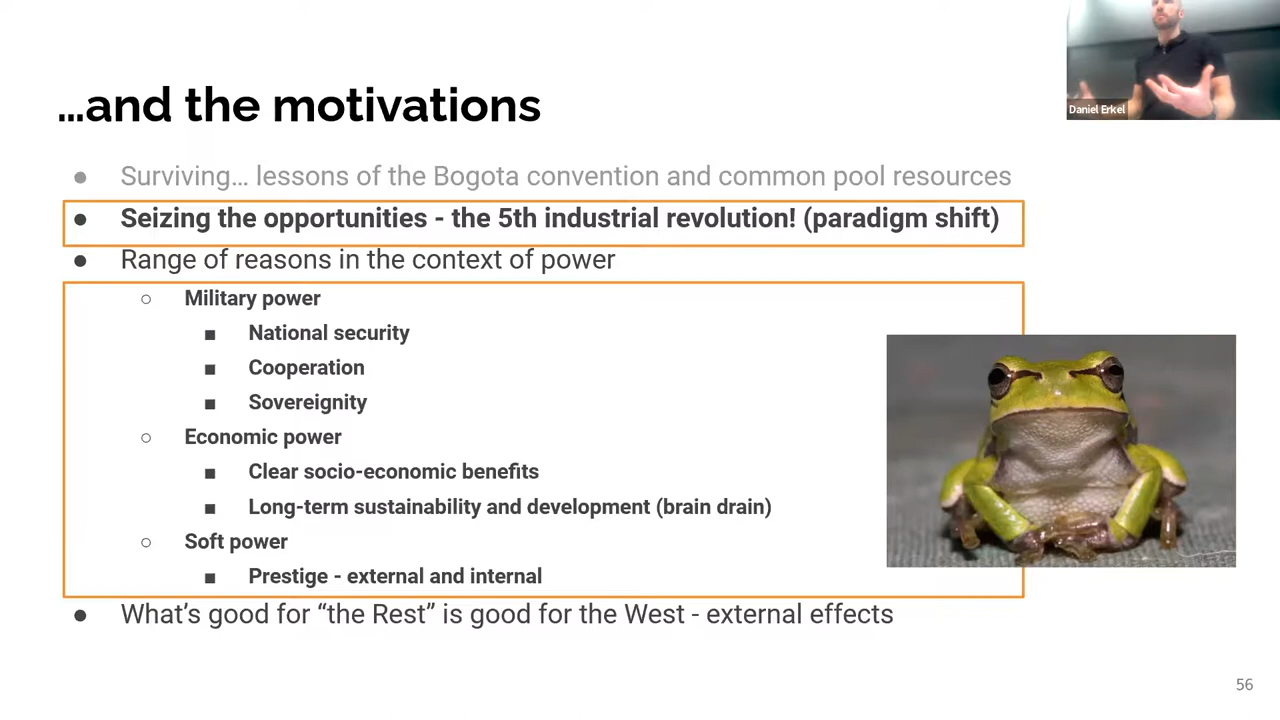 Daniel Erkel
…and the motivations
● Surviving… lessons of the Bogota convention and common pool resources
● Seizing the opportunities - the 5th industrial revolution! (paradigm shift)
● Range of reasons in the context of power
○ Military power
■ National security
■ Cooperation
■ Sovereignity
○ Economic power
■ Clear socio-economic benefits
■ Long-term sustainability and development (brain drain)
○ Soft power
■ Prestige - external and internal
● What’s good for “the Rest” is good for the West - external effects
56